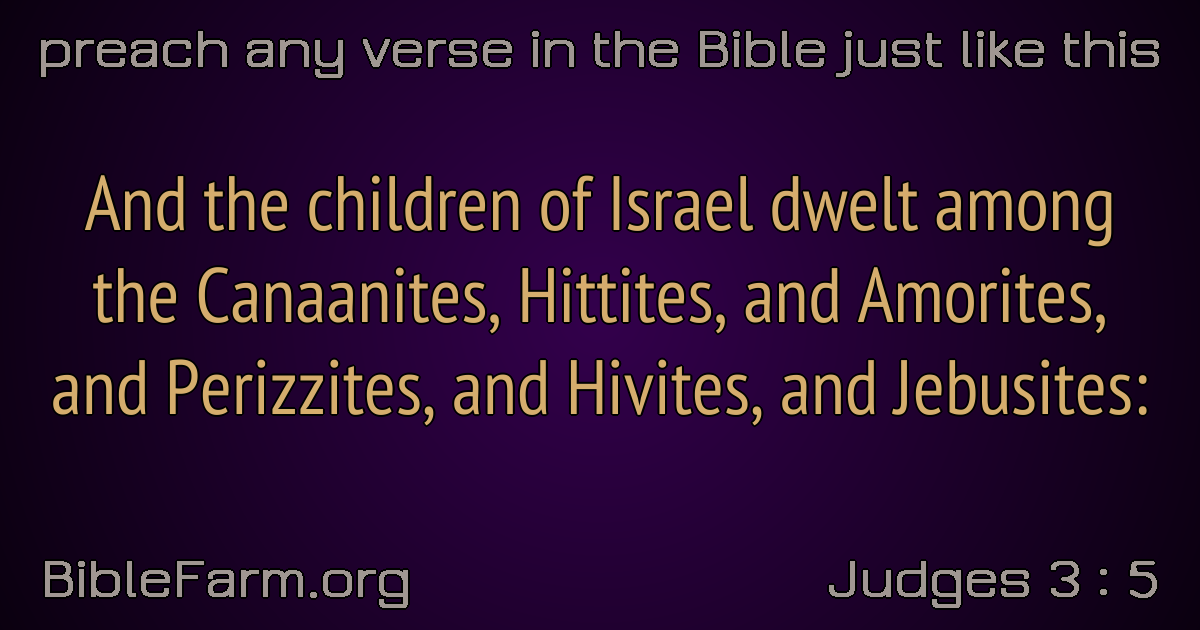 preach any verse in the Bible just like this
And the children of Israel dwelt among
the Canaanites, Hittites, and Amorites,
and Perizzites, and Hivites, and Jebusites:
BibleFarm.org
Judges 3 : 5